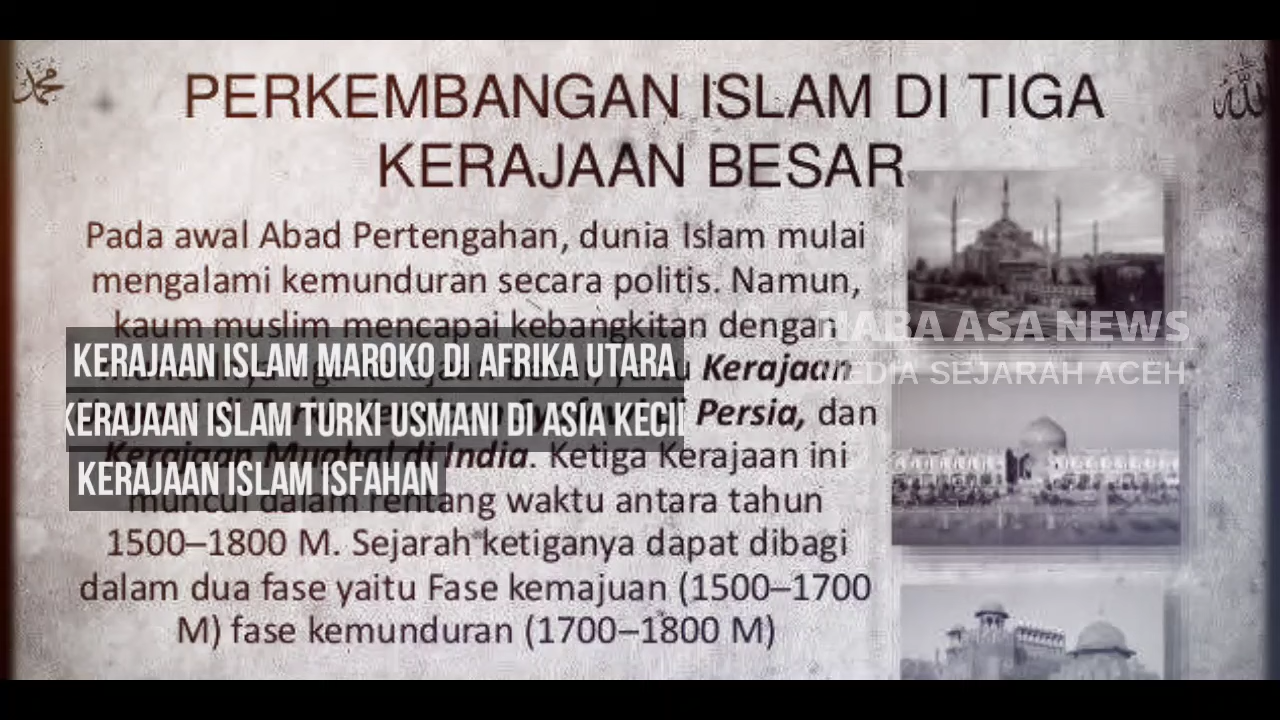 محمد
الله
PERKEMBANGAN ISLAM DI TIGA
KERAJAAN BESAR
Pada awal Abad Pertengahan, dunia Islam mulai
mengalami kemunduran secara politis. Namun,
kaum muslim mencapai kebangkitan dengan
Kerajaan
Persia, dan
Kerajaan Mughal di India. Ketiga Kerajaan ini
muncul dalam rentang waktu antara tahun
1500–1800 M. Sejarah ketiganya dapat dibagi
dalam dua fase yaitu Fase kemajuan (1500–1700
M) fase kemunduran (1700–1800 M)
KERAJAAN ISLAM MAROKO DI AFRIKA UTARA
KERAJAAN ISLAM TURKI USMANI DI ASIA KECIL
KERAJAAN ISLAM ISFAHAN
HABA ASA NEWS
MEDIA SEJARAH ACEH